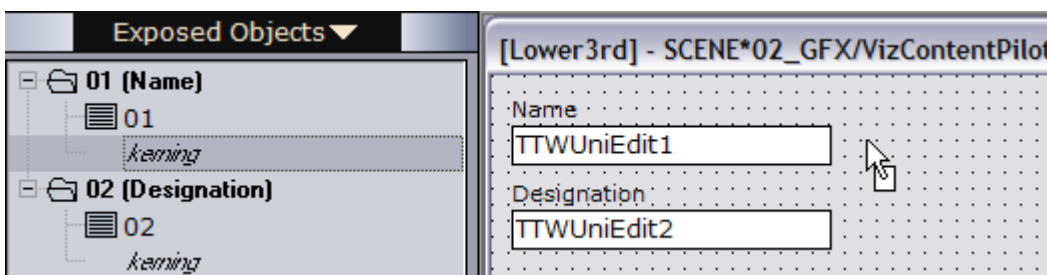 Exposed Objects
01 (Name)
01
kerning
02 (Designation)
02
kerning
[Lower3rd] - SCENE*02_GFX/VizContentPilot
Name
TTWUniEdit1
Designation
TTWUniEdit2